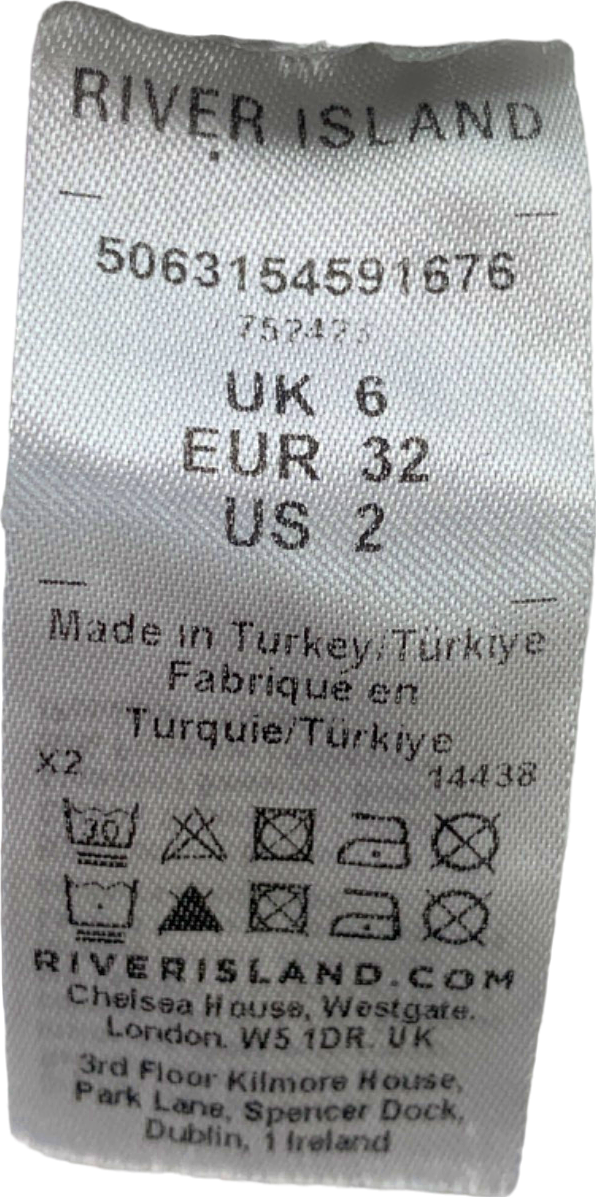 RIVER ISLAND
5063154591676
UK 6
EUR 32
US 2
Made in Turkey/Türkiye
Fabriqué en
Turquie/Türkiye
X2
14438
30
RIVERISLAND.COM
Chelsea House, Westgate.
London. W5 1DR. UK
3rd Floor Kilmore House,
Park Lane, Spencer Dock,
Dublin, 1 Ireland